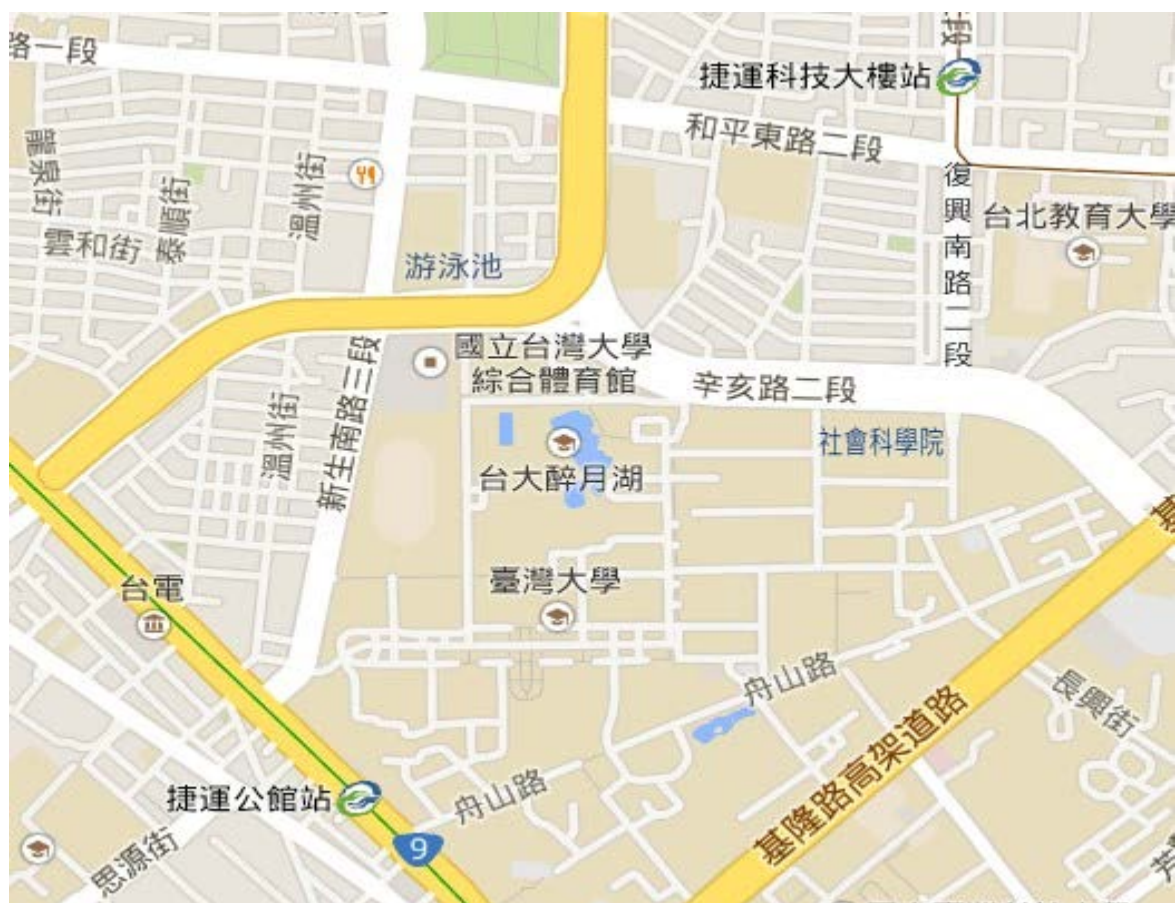 路一段
段
捷運科技大樓站
和平東路二段
龍泉街
泰順街
溫州街
雲和街
復興南路二段
台北教育大學
游泳池
國立台灣大學
綜合體育館
辛亥路二段
溫州街
新生南路三段
社會科學院
台大醉月湖
基
台電
臺灣大學
舟山路
長興街
基隆路高架道路
捷運公館站
舟山路
9
思源街
芳